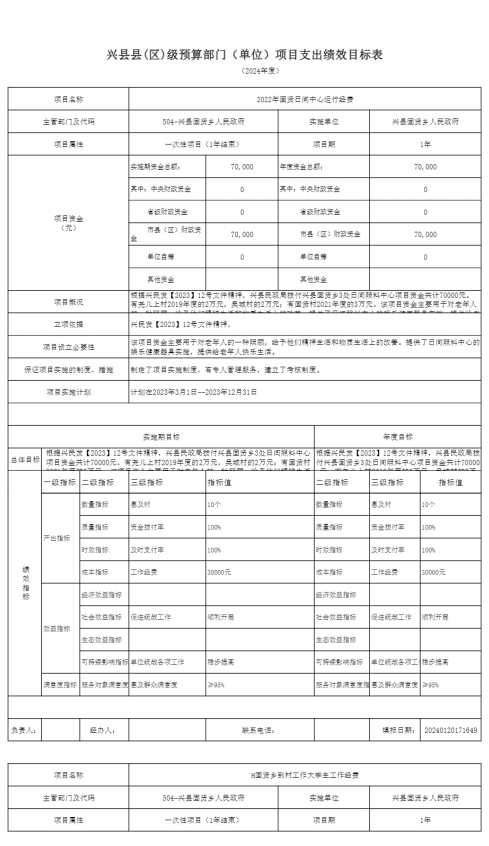 兴县县(区)级预算部门（单位）项目支出绩效目标表
（2024年度）
项目名称 2022年固贤日间中心运行经费
主管部门及代码 504-兴县固贤乡人民政府 实施单位 兴县固贤乡人民政府
项目属性 一次性项目（1年结束） 项目期 1年
项目资金（元） 实施期资金总额: 70,000 年度资金总额: 70,000
其中: 中央财政资金 0 其中: 中央财政资金 0
省级财政资金 0 省级财政资金 0
市县（区）财政资金 70,000 市县（区）财政资金 70,000
单位自筹 0 单位自筹 0
其他资金 其他资金
项目概况 根据兴民发【2023】12号文件精神，兴县民政局拨付兴县固贤乡3处日间照料中心项目资金共计70000元。
有尧儿上村2019年度的2万元，吴城村的2万元；有固贤村2021年度的3万元。该项目资金主要用于对老年人
立项依据 兴民发【2023】12号文件精神，
项目设立必要性 该项目资金主要用于对老年人的一种照顾，给予他们精神生活和物质生活上的改善。提供了日间照料中心的
娱乐健康器具实施，提供给老年人快乐生活。
保证项目实施的制度、措施 制定了项目实施制度，有专人管理服务，建立了考核制度。
项目实施计划 计划在2023年3月1日--2023年12月31日
实施期目标 年度目标
总体目标 根据兴民发【2023】12号文件精神，兴县民政局拨付兴县固贤乡3处日间照料中心项目资金共计70000元。有尧儿上村2019年度的2万元，吴城村的2万元；有固贤村 根据兴民发【2023】12号文件精神，兴县民政局拨付兴县固贤乡3处日间照料中心项目资金共计70000
绩效指标 一级指标 二级指标 三级指标 指标值 二级指标 三级指标 指标值
产出指标 数量指标 惠及村 10个 数量指标 惠及村 10个
质量指标 资金拨付率 100% 质量指标 资金拨付率 100%
时效指标 及时支付率 100% 时效指标 及时支付率 100%
成本指标 工作经费 30000元 成本指标 工作经费 30000元
效益指标 经济效益指标 经济效益指标
社会效益指标 促进统战工作 顺利开展 社会效益指标 促进统战工作 顺利开展
生态效益指标 生态效益指标
可持续影响指标 单位统战各项工作 稳步提高 可持续影响指标 单位统战各项工 稳步提高
满意度指标 服务对象满意度 惠及群众满意度 ≥95% 服务对象满意度指 惠及群众满意度 ≥95%
负责人: 经办人: 联系电话: 填报日期: 20240120171649
项目名称 H固贤乡到村工作大学生工作经费
主管部门及代码 504-兴县固贤乡人民政府 实施单位 兴县固贤乡人民政府
项目属性 一次性项目（1年结束） 项目期 1年